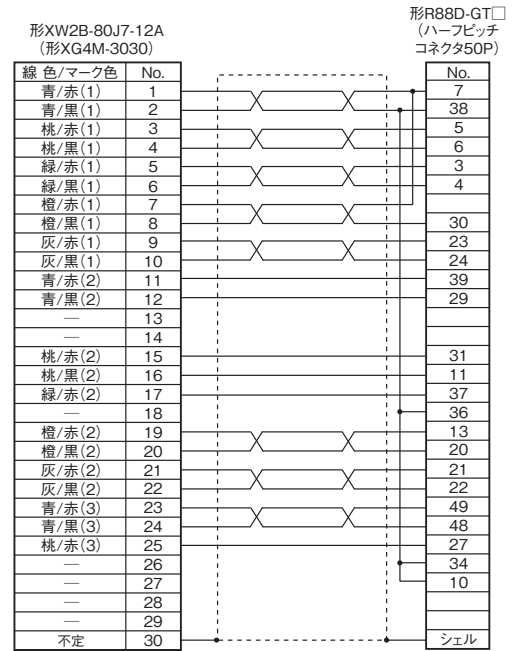 形XW2B-80J7-12A
（形XG4M-3030）
形R88D-GT□
（ハーフピッチ
コネクタ50P）
線 色/マーク色 No. No.
青/赤(1) 1 7
青/黒(1) 2 38
桃/赤(1) 3 5
桃/黒(1) 4 6
緑/赤(1) 5 3
緑/黒(1) 6 4
橙/赤(1) 7
橙/黒(1) 8 30
灰/赤(1) 9 23
灰/黒(1) 10 24
青/赤(2) 11 39
青/黒(2) 12 29
― 13
― 14
桃/赤(2) 15 31
桃/黒(2) 16 11
緑/赤(2) 17 37
― 18 36
橙/赤(2) 19 13
橙/黒(2) 20 20
灰/赤(2) 21 21
灰/黒(2) 22 22
青/赤(3) 23 49
青/黒(3) 24 48
桃/赤(3) 25 27
― 26 34
― 27 10
― 28
― 29
不定 30 シェル